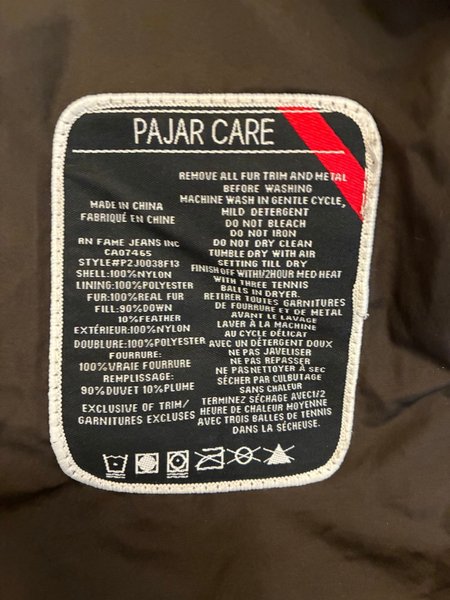 PAJAR CARE
MADE IN CHINA
FABRIQUÉ EN CHINE
RN FAME JEANS INC
CA07465
STYLE#P2J0038F13
SHELL:100%NYLON
LINING:100%POLYESTER
FUR:100%REAL FUR
FILL:90%DOWN
10%FEATHER
EXTÉRIEUR:100%NYLON
DOUBLURE:100%POLYESTER
FOURRURE:
100%VRAIE FOURRURE
REMPLISSAGE:
90%DUVET 10%PLUME
EXCLUSIVE OF TRIM/
GARNITURES EXCLUSES
REMOVE ALL FUR TRIM AND METAL
BEFORE WASHING
MACHINE WASH IN GENTLE CYCLE,
MILD DETERGENT
DO NOT BLEACH
DO NOT IRON
DO NOT DRY CLEAN
TUMBLE DRY WITH AIR
SETTING TILL DRY
FINISH OFF WITH1/2HOUR MED HEAT
WITH THREE TENNIS
BALLS IN DRYER.
RETIRER TOUTES GARNITURES
DE FOURRURE ET DE METAL
AVANT LE LAVAGE
LAVER À LA MACHINE
AU CYCLE DÉLICAT
AVEC UN DÉTERGENT DOUX
NE PAS JAVELISER
NE PAS REPASSER
NE PAS NETTOYER À SEC
SÉCHER PAR CULBUTAGE
SANS CHALEUR
TERMINEZ SÉCHAGE AVEC1/2
HEURE DE CHALEUR MOYENNE
AVEC TROIS BALLES DE TENNIS
DANS LA SÉCHEUSE.